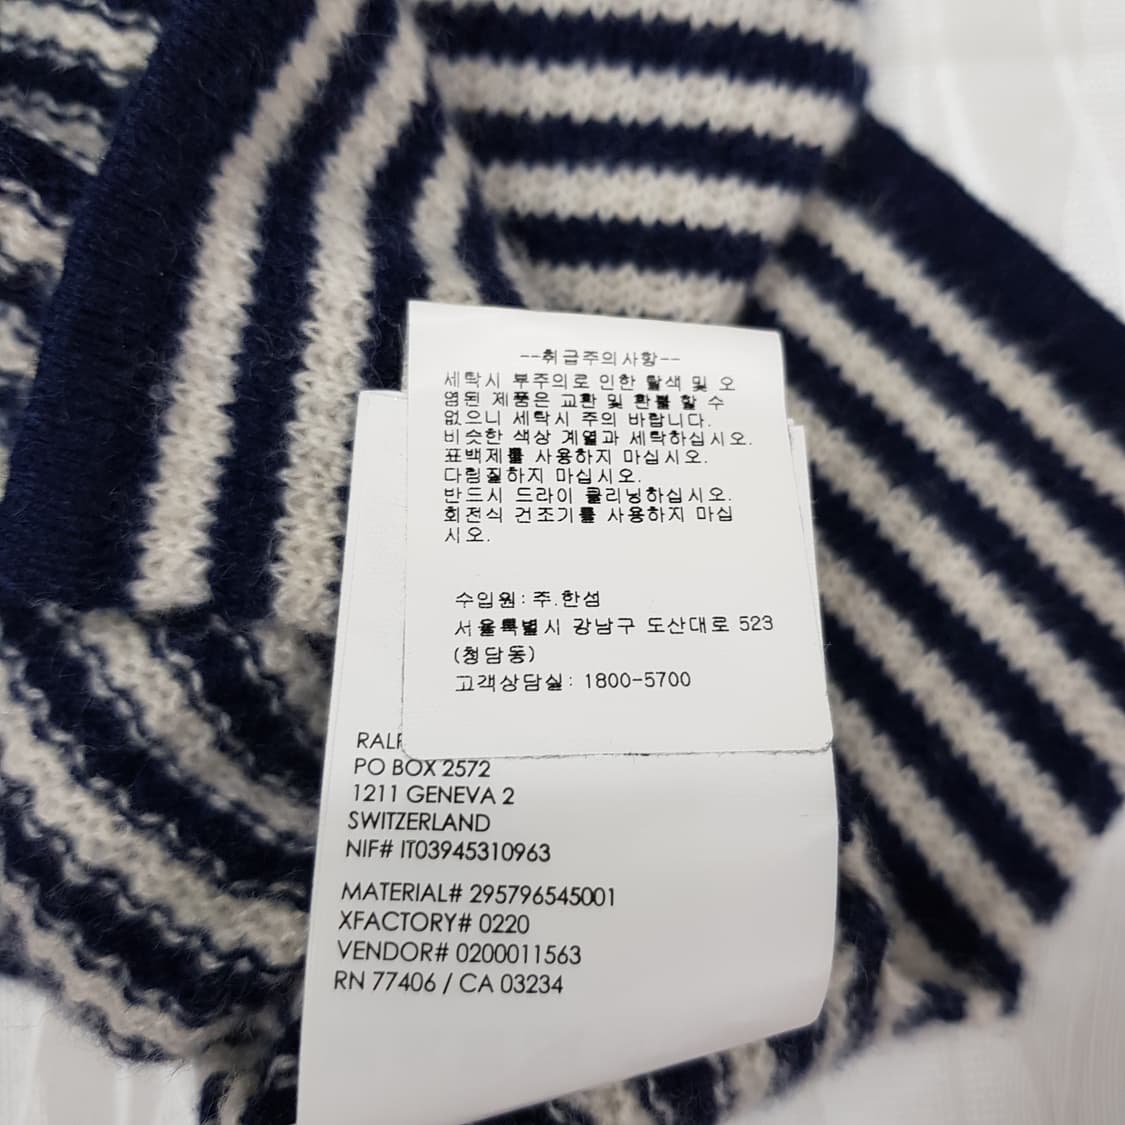 --취급주의사항--
세탁시 부주의로 인한 탈색 및 오
염된 제품은 교환 및 환불 할 수
없으니 세탁시 주의 바랍니다.
비슷한 색상 계열과 세탁하십시오.
표백제를 사용하지 마십시오.
다림질하지 마십시오.
반드시 드라이 클리닝하십시오.
회전식 건조기를 사용하지 마십
시오.
수입원:주.한섬
서울특별시 강남구 도산대로 523
(청담동)
고객상담실: 1800-5700
PO BOX 2572
1211 GENEVA 2
SWITZERLAND
NIF# IT03945310963
MATERIAL# 295796545001
XFACTORY# 0220
VENDOR# 0200011563
RN 77406 / CA 03234